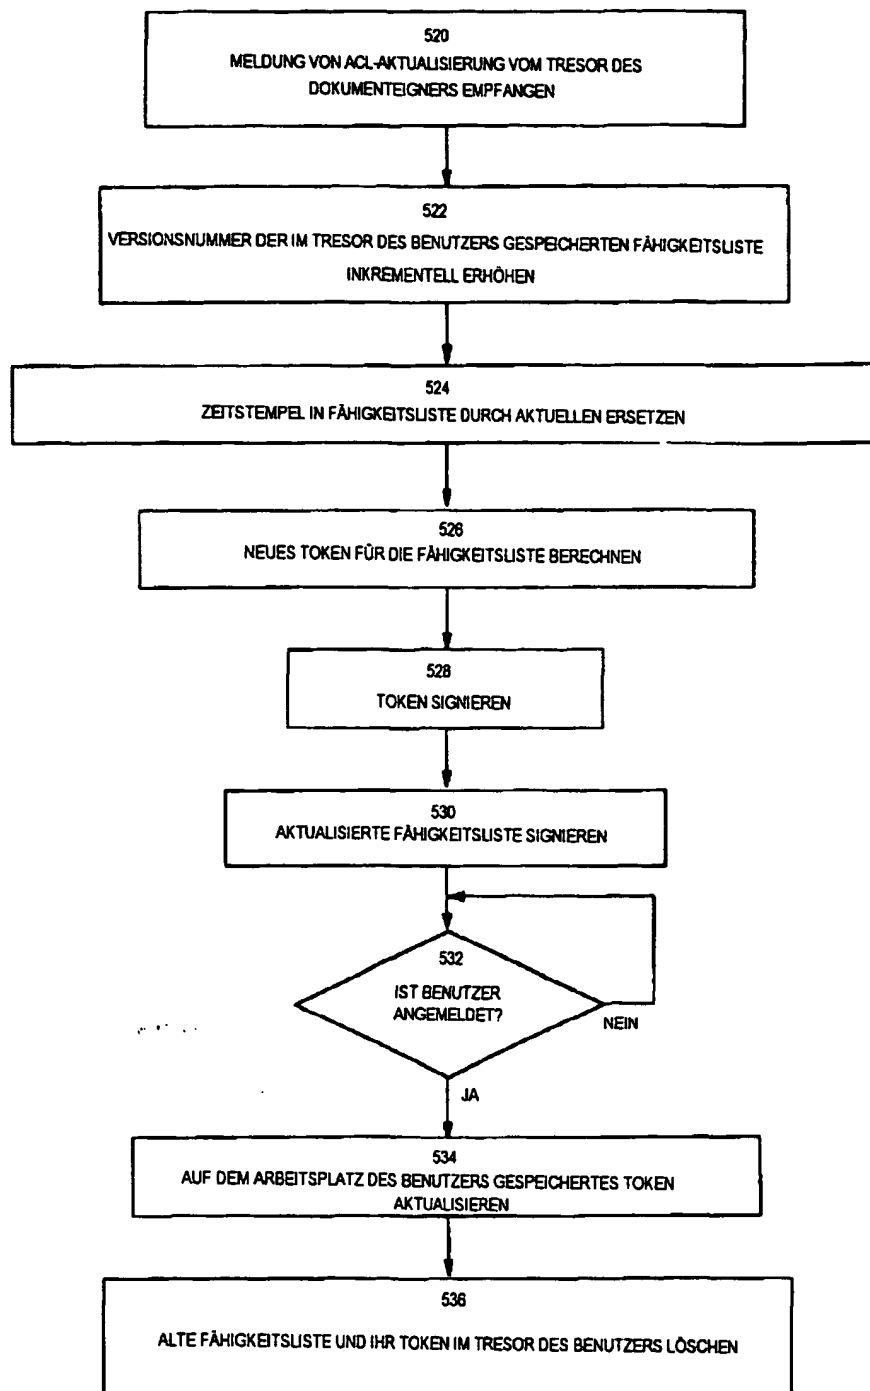 520
MELDUNG VON ACL-AKTUALISIERUNG VOM TRESOR DES
DOKUMENTEIGNERS EMPFANGEN
522
VERSIONSNUMMER DER IM TRESOR DES BENUTZERS GESPEICHERTEN FÄHIGKEITSLISTE
INKREMENTELL ERHÖHEN
524
ZEITSTEMPEL IN FÄHIGKEITSLISTE DURCH AKTUELLEN ERSETZEN
526
NEUES TOKEN FÜR DIE FÄHIGKEITSLISTE BERECHNEN
528
TOKEN SIGNIEREN
530
AKTUALISIERTE FÄHIGKEITSLISTE SIGNIEREN
532
IST BENUTZER
ANGEMELDET?
NEIN
JA
534
AUF DEM ARBEITSPLATZ DES BENUTZERS GESPEICHERTES TOKEN
AKTUALISIEREN
536
ALTE FÄHIGKEITSLISTE UND IHR TOKEN IM TRESOR DES BENUTZERS LÖSCHEN